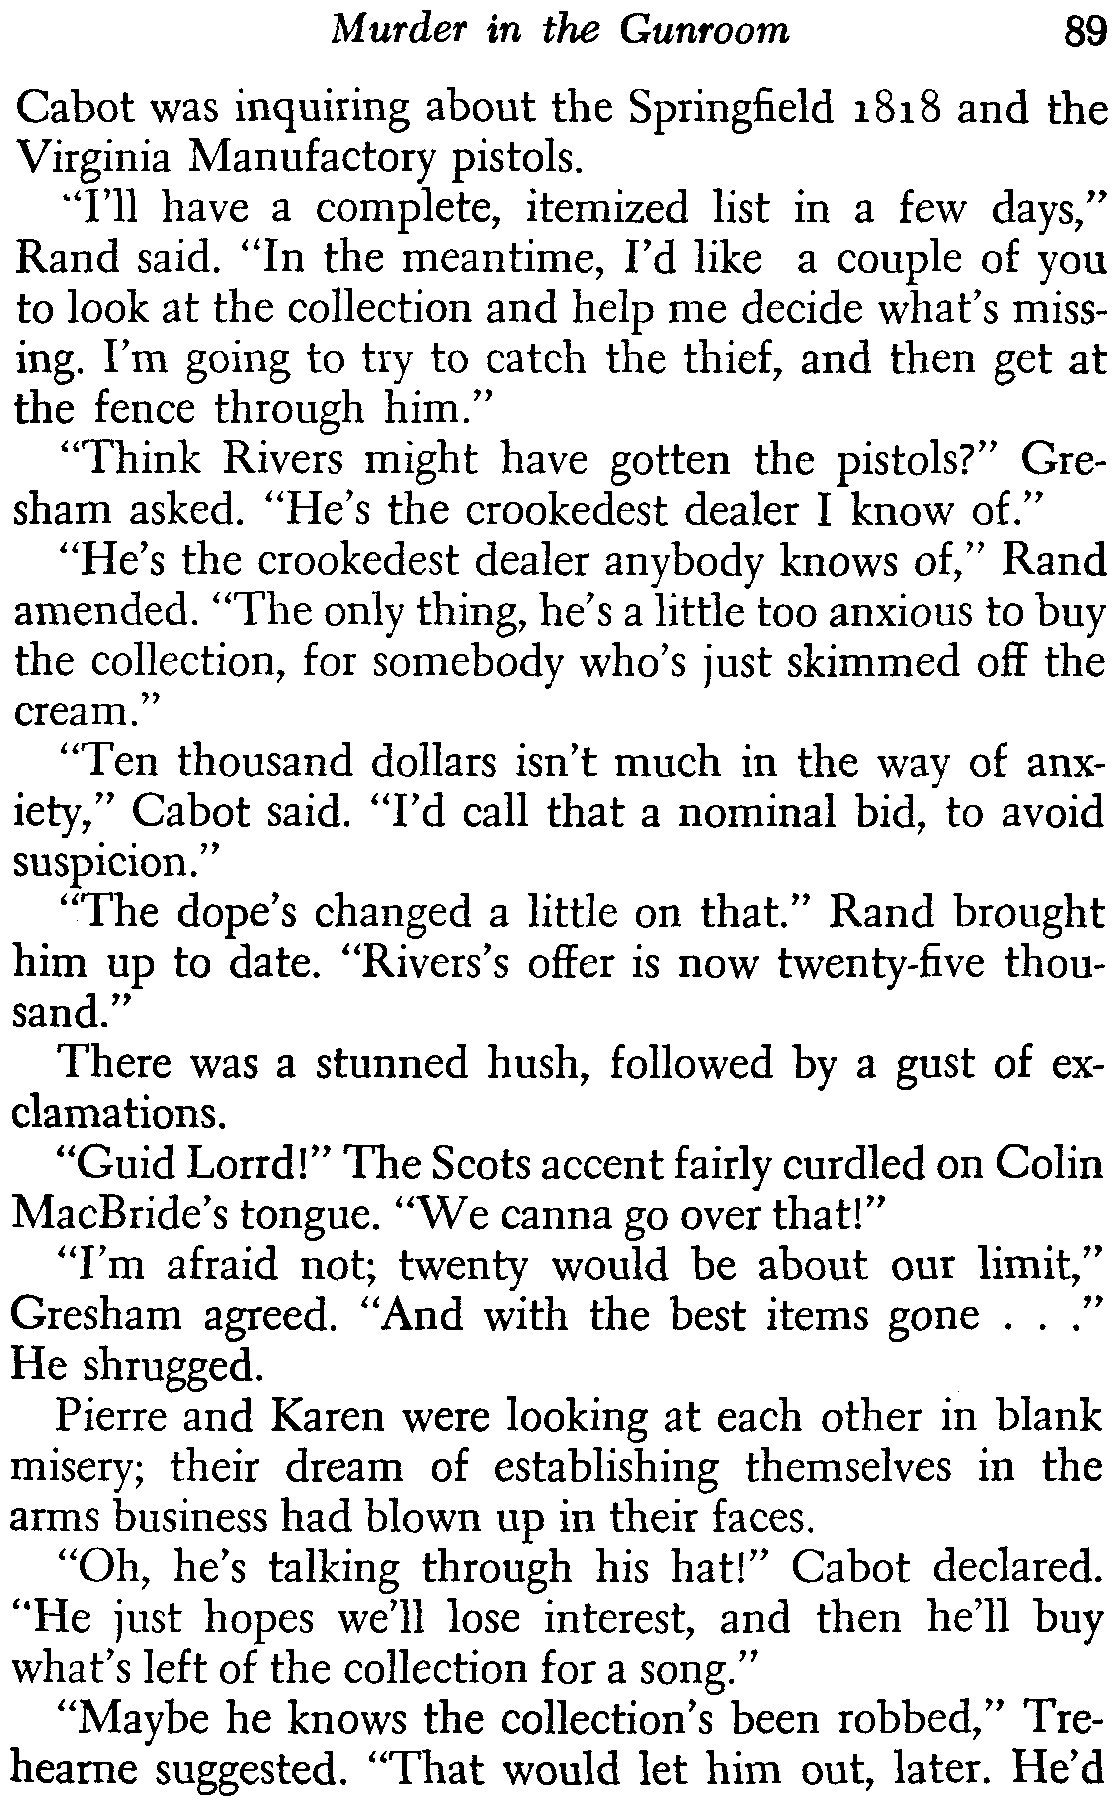 Murder in the Gunroom 89
Cabot was inquiring about the Springfield 1818 and the
Virginia Manufactory pistols.
“I’ll have a complete, itemized list in a few days,”
Rand said. “In the meantime, I’d like a couple of you
to look at the collection and help me decide what’s miss-
ing. I’m going to try to catch the thief, and then get at
the fence through him.”
“Think Rivers might have gotten the pistols?” Gre-
sham asked. “He’s the crookedest dealer I know of.”
“He’s the crookedest dealer anybody knows of,” Rand
amended. “The only thing, he’s a little too anxious to buy
the collection, for somebody who’s just skimmed off the
cream.”
“Ten thousand dollars isn’t much in the way of anx-
iety,” Cabot said. “I’d call that a nominal bid, to avoid
suspicion.”
“The dope’s changed a little on that.” Rand brought
him up to date. “Rivers’s offer is now twenty-five thou-
sand.”
There was a stunned hush, followed by a gust of ex-
clamations.
“Guid Lorrd!” The Scots accent fairly curdled on Colin
MacBride’s tongue. “We canna go over that!”
“I’m afraid not; twenty would be about our limit,”
Gresham agreed. “And with the best items gone . . .”
He shrugged.
Pierre and Karen were looking at each other in blank
misery; their dream of establishing themselves in the
arms business had blown up in their faces.
“Oh, he’s talking through his hat!” Cabot declared.
“He just hopes we’ll lose interest, and then he’ll buy
what’s left of the collection for a song.”
“Maybe he knows the collection’s been robbed,” Tre-
hearne suggested. “That would let him out, later. He’d